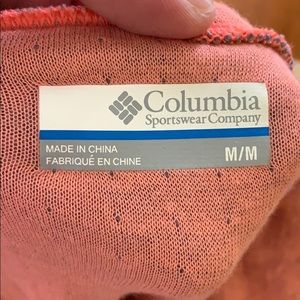 Columbia
Sportswear Company
MADE IN CHINA
FABRIQUÉ EN CHINE
M/M